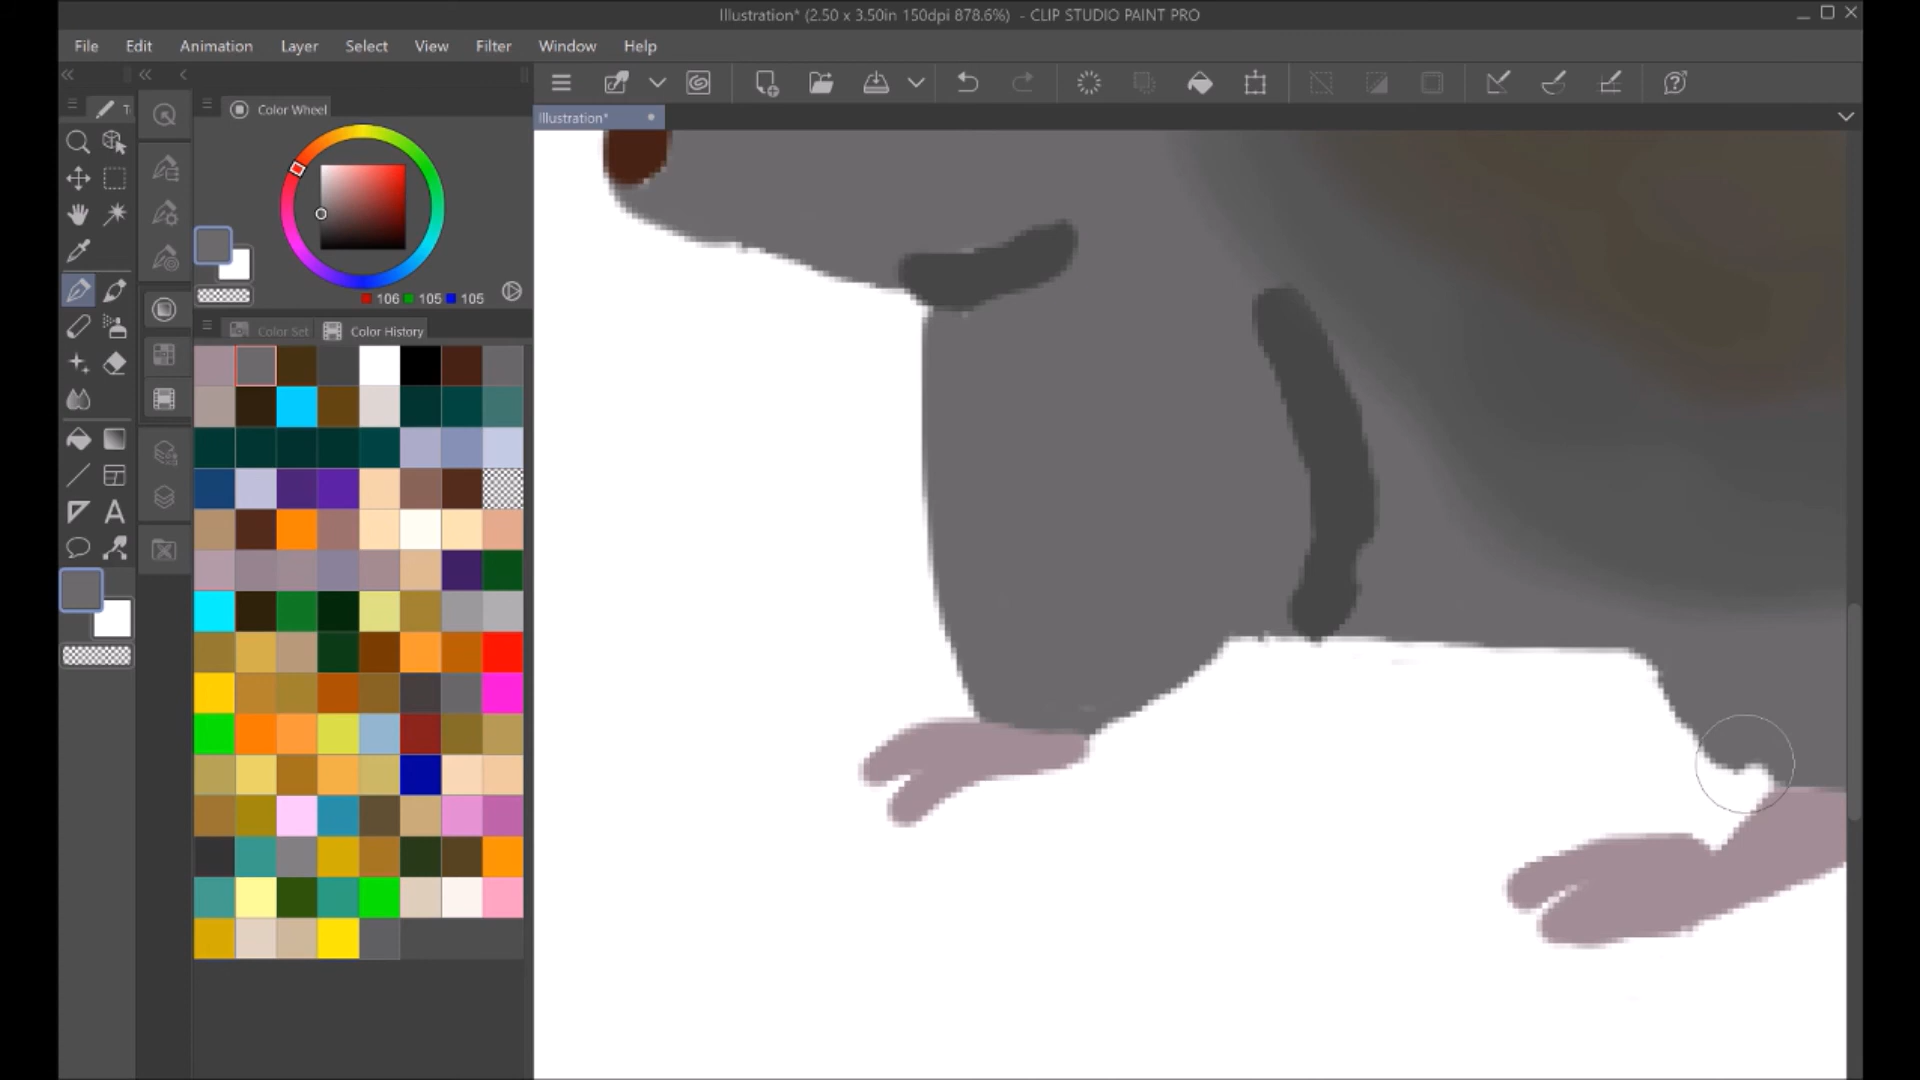 Illustration* (2.50 x 3.50in 150dpi 878.6%) - CLIP STUDIO PAINT PRO
File Edit Animation Layer Select View Filter Window Help
Color Wheel
Illustration*
106 105 105
Color Set Color History